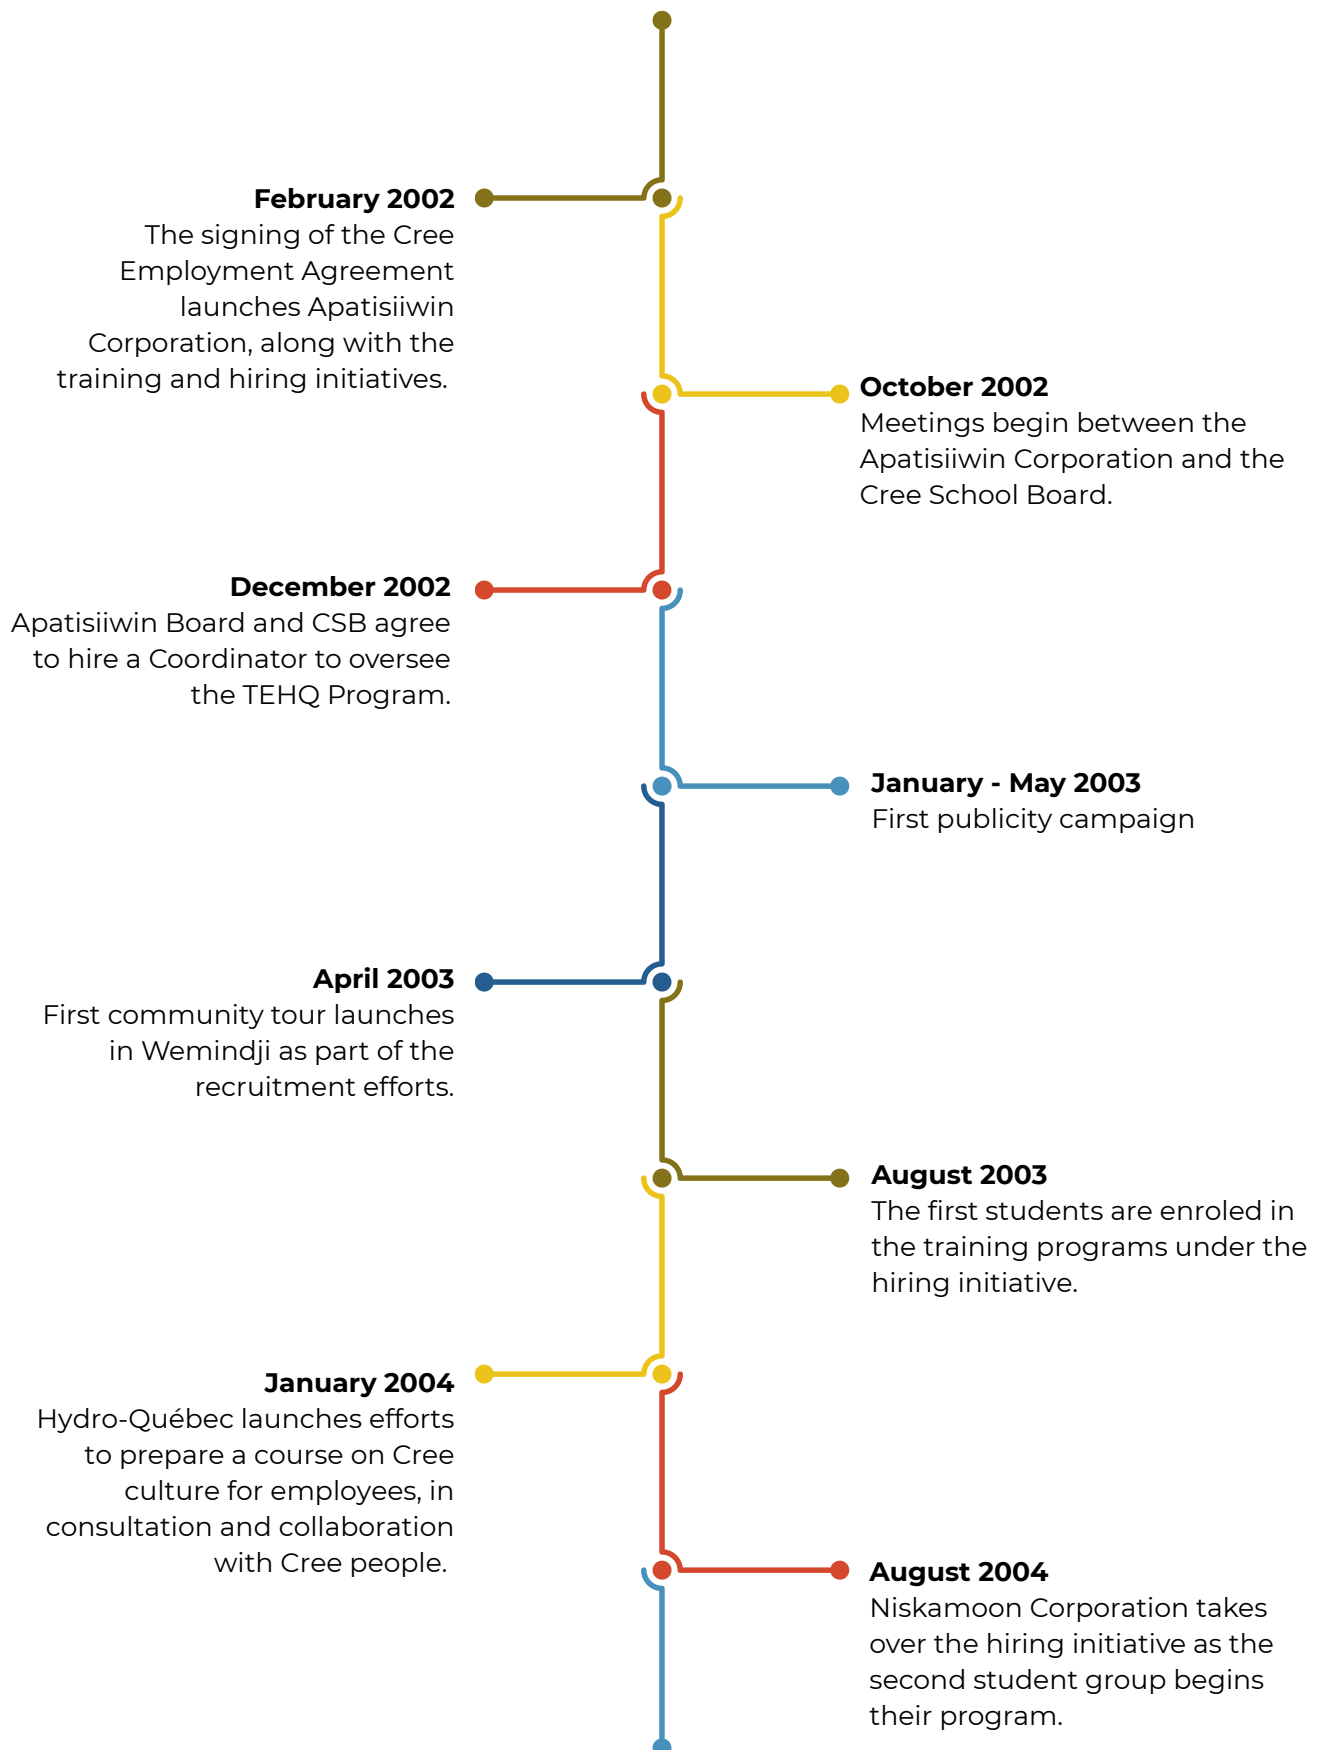 February 2002
The signing of the Cree
Employment Agreement
launches Apatisiiwin
Corporation, along with the
training and hiring initiatives.
October 2002
Meetings begin between the
Apatisiiwin Corporation and the
Cree School Board.
December 2002
Apatisiiwin Board and CSB agree
to hire a Coordinator to oversee
the TEHQ Program.
January - May 2003
First publicity campaign
April 2003
First community tour launches
in Wemindji as part of the
recruitment efforts.
August 2003
The first students are enroled in
the training programs under the
hiring initiative.
January 2004
Hydro-Québec launches efforts
to prepare a course on Cree
culture for employees, in
consultation and collaboration
with Cree people.
August 2004
Niskamoon Corporation takes
over the hiring initiative as the
second student group begins
their program.